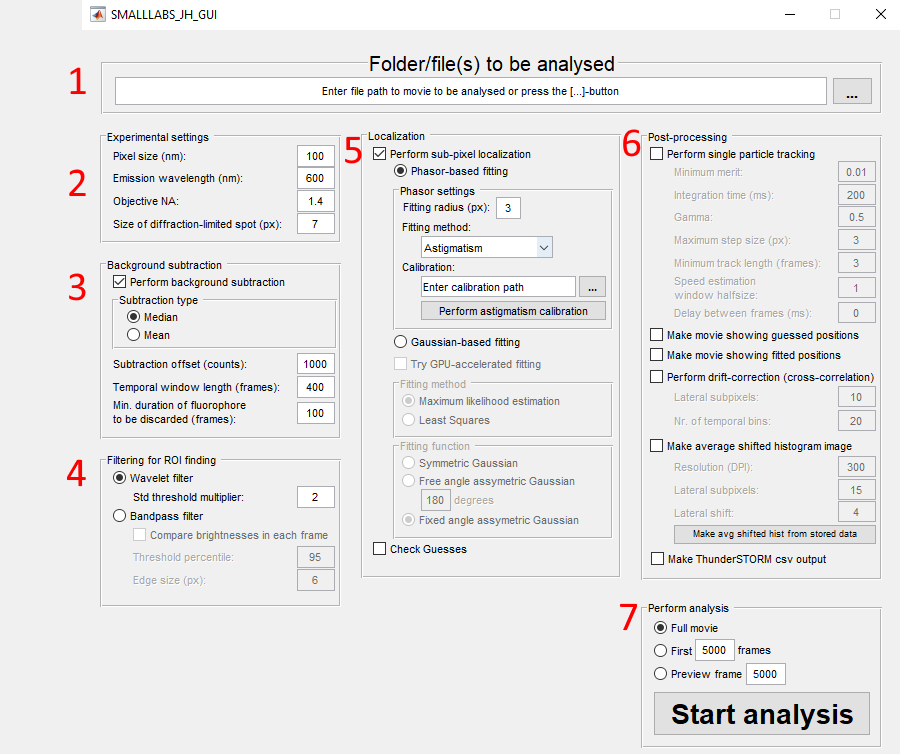 SMALLLABS_JH_GUI
1
Folder/file(s) to be analysed
Enter file path to movie to be analysed or press the [...]-button
...
2
Experimental settings
Pixel size (nm): 100
Emission wavelength (nm): 600
Objective NA: 1.4
Size of diffraction-limited spot (px): 7
3
Background subtraction
Perform background subtraction
Subtraction type
Median
Mean
Subtraction offset (counts): 1000
Temporal window length (frames): 400
Min. duration of fluorophore
to be discarded (frames): 100
4
Filtering for ROI finding
Wavelet filter
Std threshold multiplier: 2
Bandpass filter
Compare brightnesses in each frame
Threshold percentile: 95
Edge size (px): 6
5
Localization
Perform sub-pixel localization
Phasor-based fitting
Phasor settings
Fitting radius (px): 3
Fitting method:
Astigmatism
Calibration:
Enter calibration path ...
Perform astigmatism calibration
Gaussian-based fitting
Try GPU-accelerated fitting
Fitting method
Maximum likelihood estimation
Least Squares
Fitting function
Symmetric Gaussian
Free angle assymetric Gaussian
180 degrees
Fixed angle assymetric Gaussian
Check Guesses
6
Post-processing
Perform single particle tracking
Minimum merit: 0.01
Integration time (ms): 200
Gamma: 0.5
Maximum step size (px): 3
Minimum track length (frames): 3
Speed estimation
window halfsize: 1
Delay between frames (ms): 0
Make movie showing guessed positions
Make movie showing fitted positions
Perform drift-correction (cross-correlation)
Lateral subpixels: 10
Nr. of temporal bins: 20
Make average shifted histogram image
Resolution (DPI): 300
Lateral subpixels: 15
Lateral shift: 4
Make avg shifted hist from stored data
Make ThunderSTORM csv output
7
Perform analysis
Full movie
First 5000 frames
Preview frame 5000
Start analysis